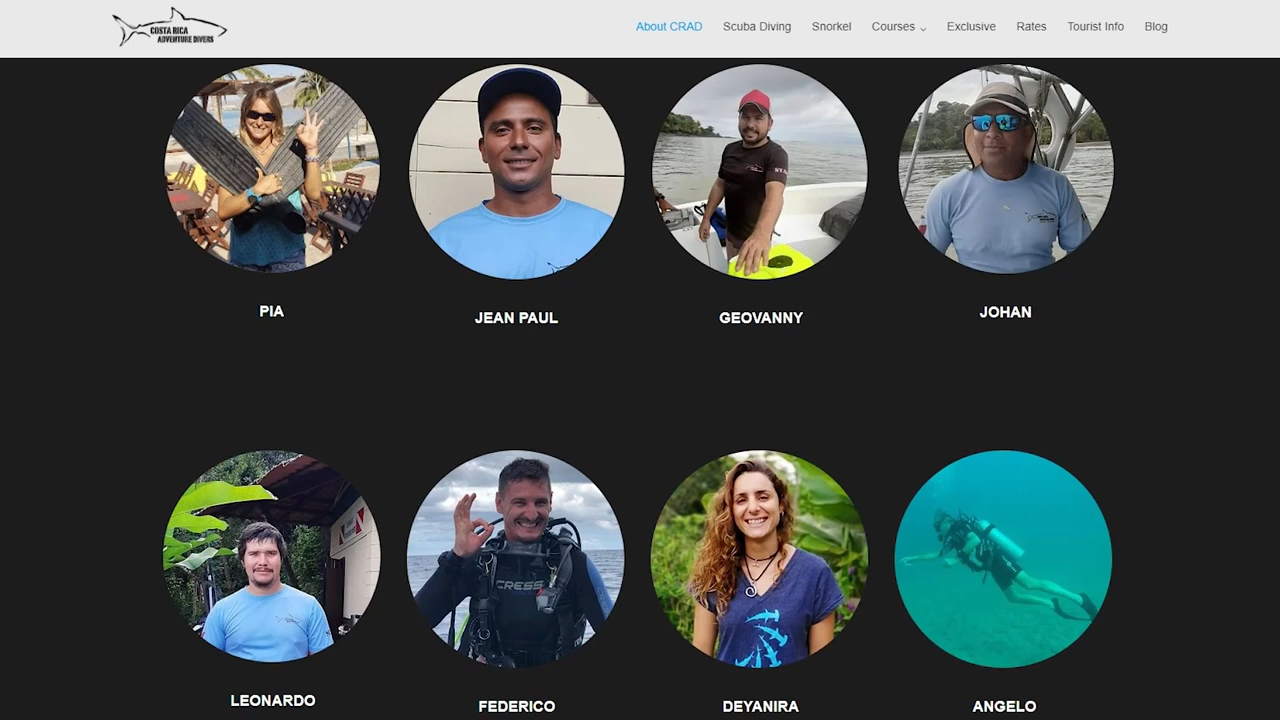 COSTA RICA
ADVENTURE DIVERS
About CRAD Scuba Diving Snorkel Courses Exclusive Rates Tourist Info Blog
PIA JEAN PAUL GEOVANNY JOHAN
CRESSI
LEONARDO FEDERICO DEYANIRA ANGELO